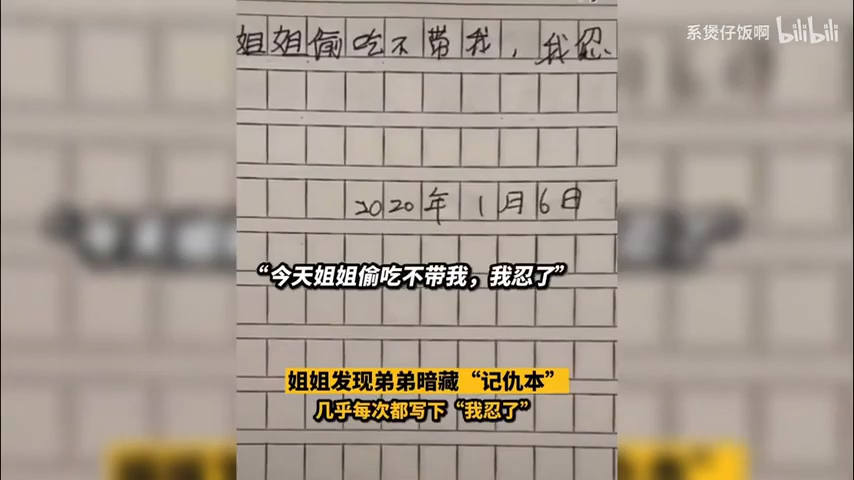 系煲仔饭啊 bilibili
姐姐偷吃不带我，我忍
2020年1月6日
“今天姐姐偷吃不带我，我忍了”
姐姐发现弟弟暗藏“记仇本”
几乎每次都写下“我忍了”